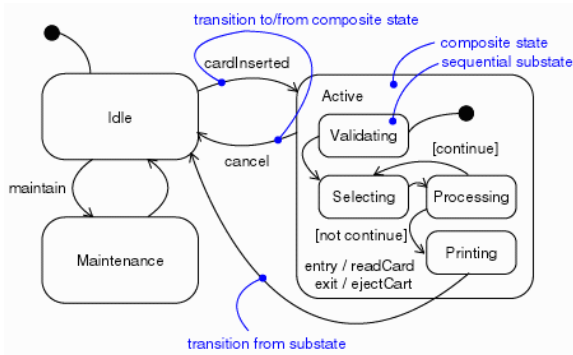 transition to/from composite state
composite state
sequential substate
cardInserted
Active
Idle
Validating
[continue]
cancel
maintain
Selecting
Processing
[not continue]
Printing
Maintenance
entry / readCard
exit / ejectCart
transition from substate